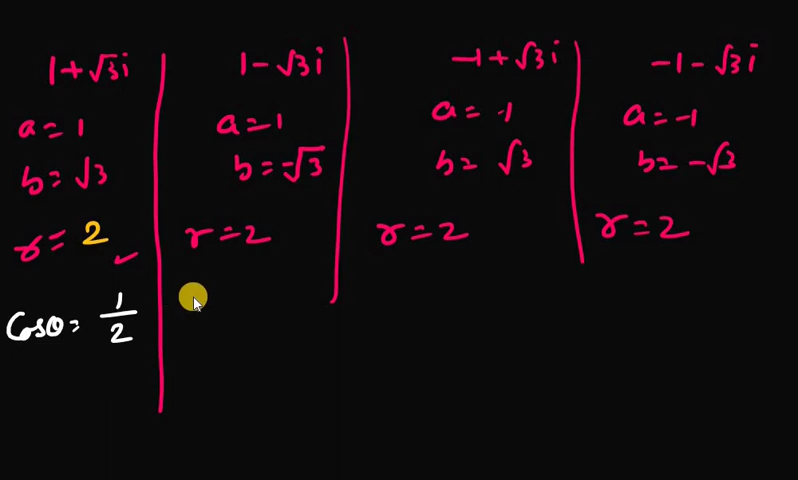 1 + √3i
a = 1
b = √3
r = 2
Cosθ = 1/2
1 - √3i
a = 1
b = -√3
r = 2
-1 + √3i
a = -1
b = √3
r = 2
-1 - √3i
a = -1
b = -√3
r = 2